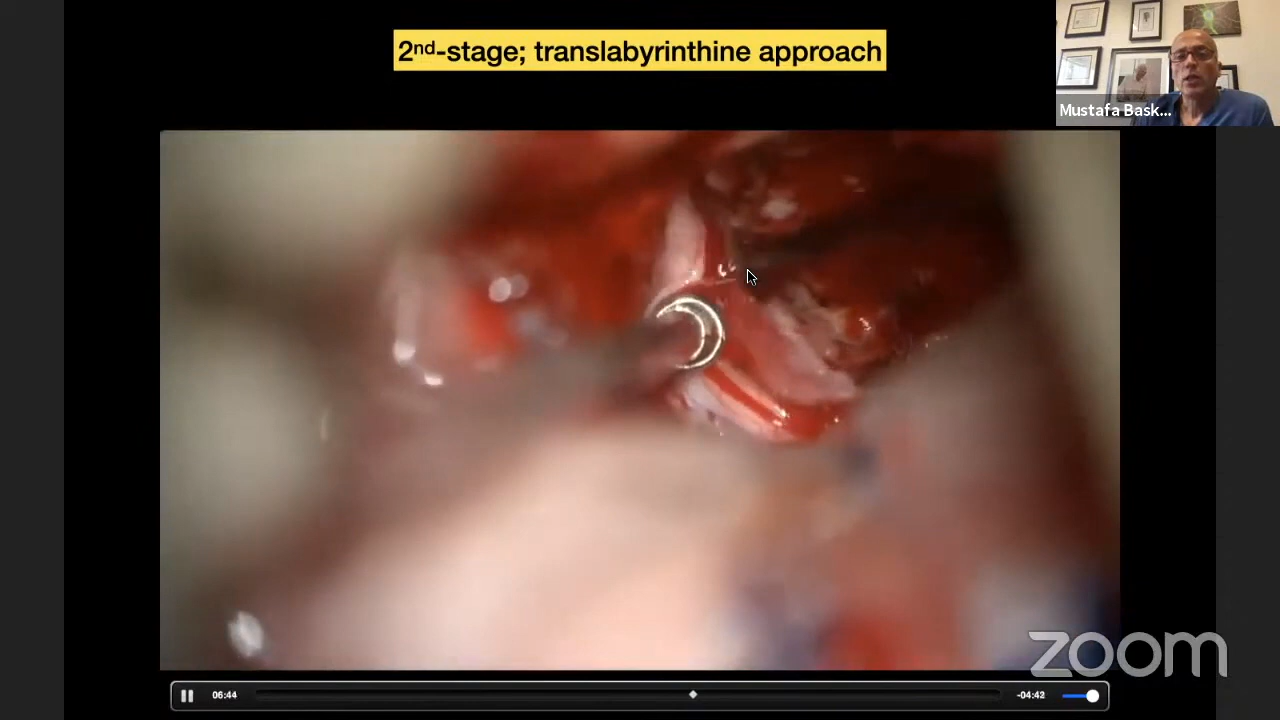 2nd-stage; translabyrinthine approach
Mustafa Bask...
zoom
06:44
-04:42